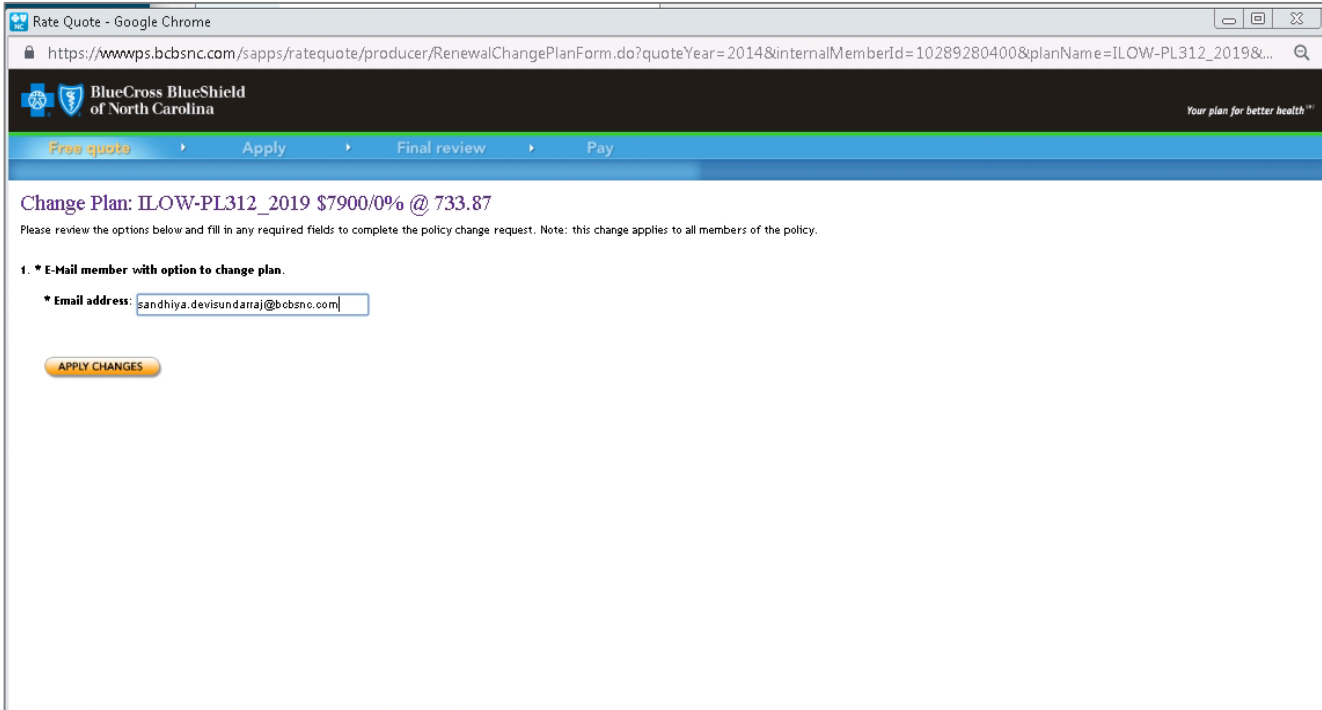 Rate Quote - Google Chrome
https://wwwps.bcbsnc.com/sapps/ratequote/producer/RenewalChangePlanForm.do?quoteYear=2014&internalMemberId=10289280400&planName=ILOW-PL312_2019&...
BlueCross BlueShield
of North Carolina
Your plan for better health℠
Free quote Apply Final review Pay
Change Plan: ILOW-PL312_2019 $7900/0% @ 733.87
Please review the options below and fill in any required fields to complete the policy change request. Note: this change applies to all members of the policy.
1. * E-Mail member with option to change plan.
* Email address: sandhiya.devisundarraj@bcbsnc.com
APPLY CHANGES